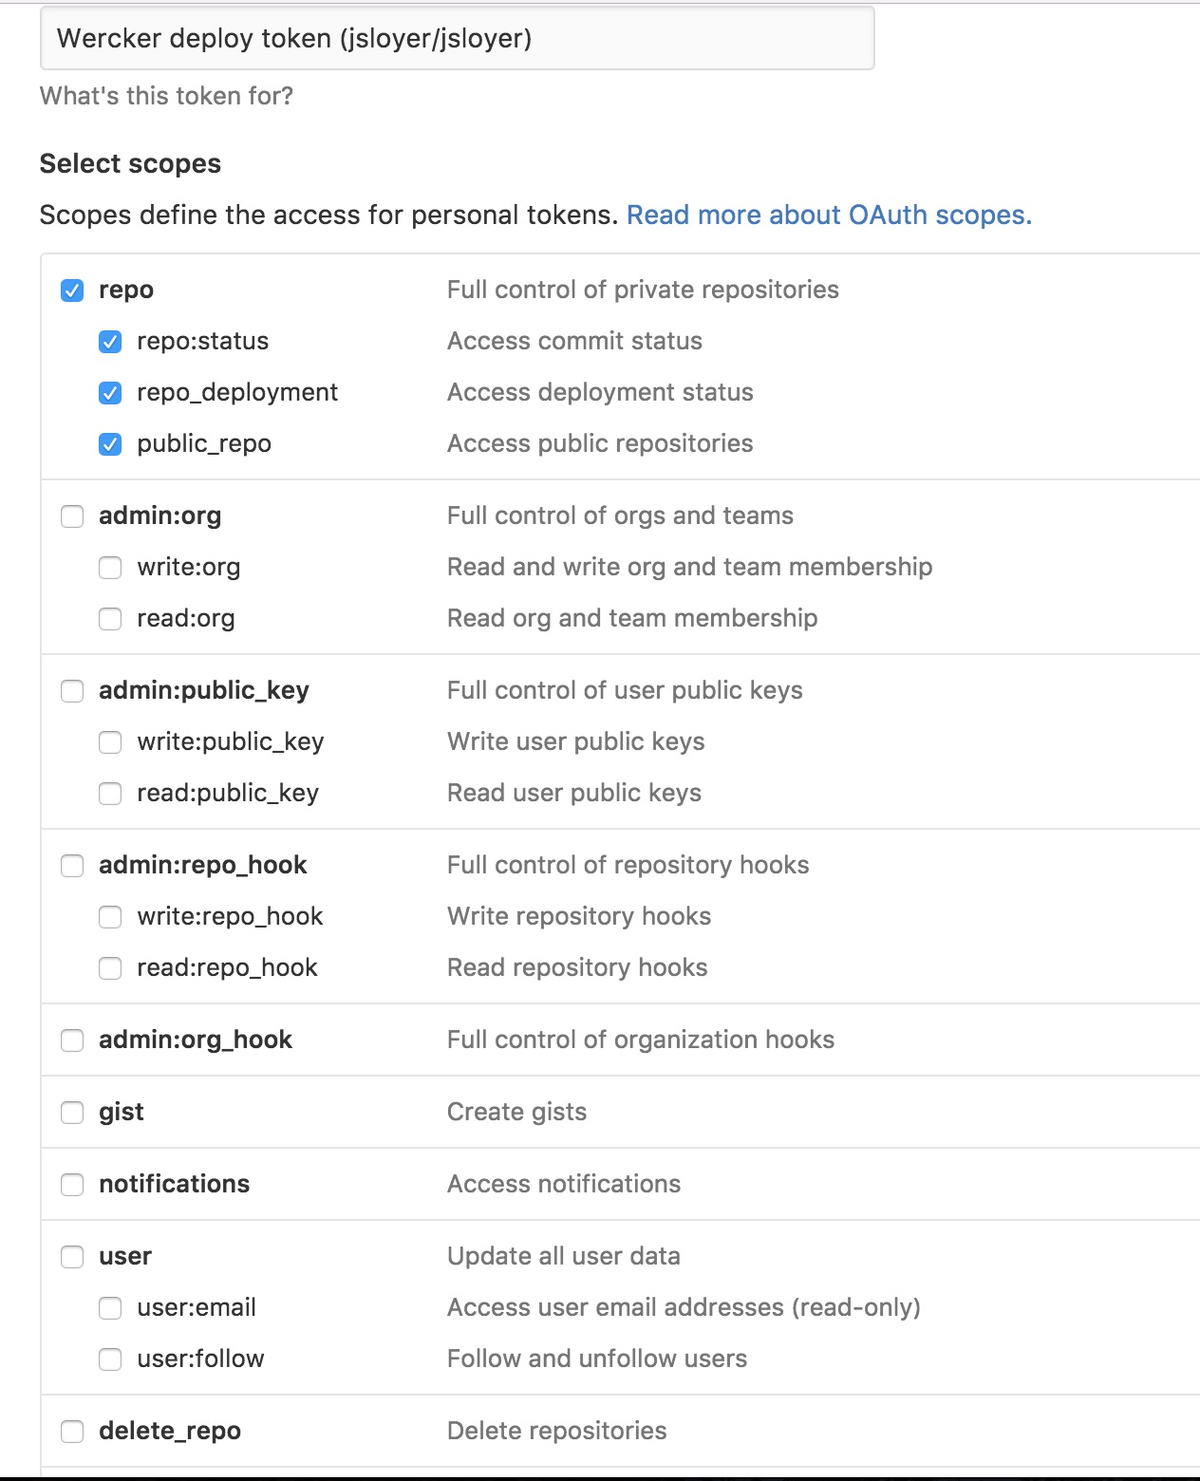 Wercker deploy token (jsloyer/jsloyer)
What's this token for?
Select scopes
Scopes define the access for personal tokens. Read more about OAuth scopes.
repo Full control of private repositories
repo:status Access commit status
repo_deployment Access deployment status
public_repo Access public repositories
admin:org Full control of orgs and teams
write:org Read and write org and team membership
read:org Read org and team membership
admin:public_key Full control of user public keys
write:public_key Write user public keys
read:public_key Read user public keys
admin:repo_hook Full control of repository hooks
write:repo_hook Write repository hooks
read:repo_hook Read repository hooks
admin:org_hook Full control of organization hooks
gist Create gists
notifications Access notifications
user Update all user data
user:email Access user email addresses (read-only)
user:follow Follow and unfollow users
delete_repo Delete repositories